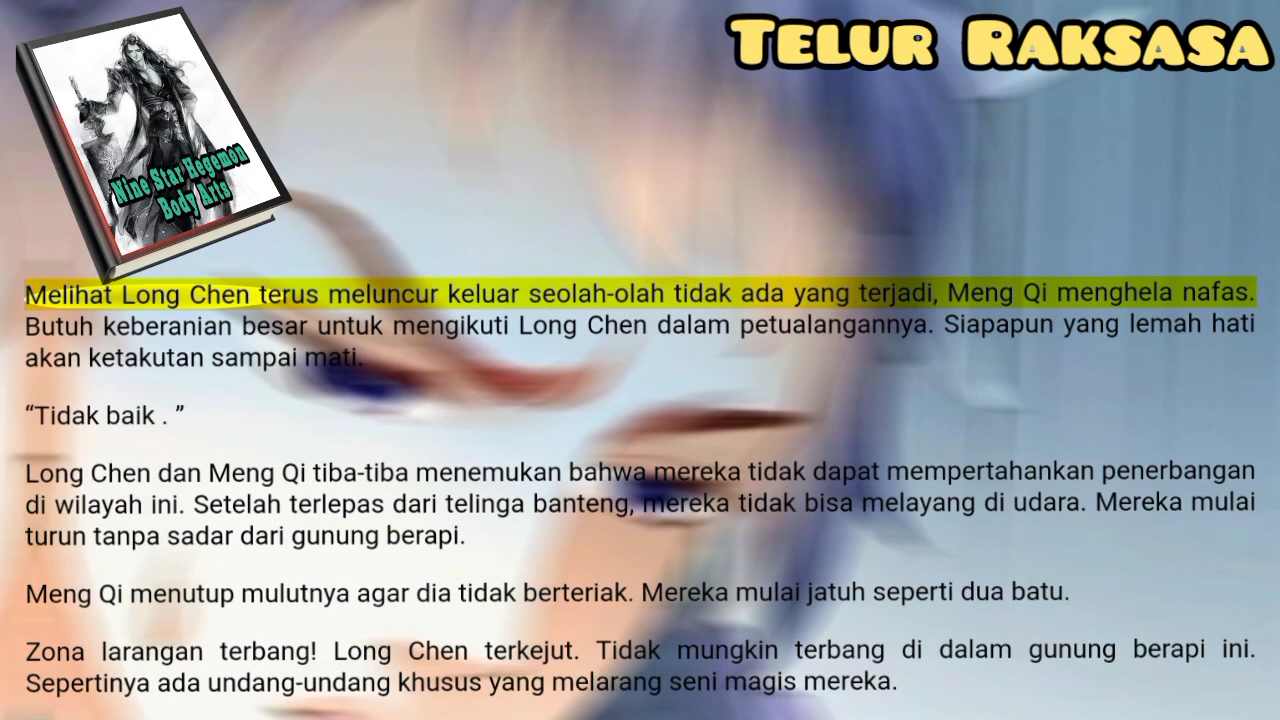 Telur Raksasa
Nine Star Hegemon
Body Arts
Melihat Long Chen terus meluncur keluar seolah-olah tidak ada yang terjadi, Meng Qi menghela nafas.
Butuh keberanian besar untuk mengikuti Long Chen dalam petualangannya. Siapapun yang lemah hati
akan ketakutan sampai mati.
“Tidak baik . ”
Long Chen dan Meng Qi tiba-tiba menemukan bahwa mereka tidak dapat mempertahankan penerbangan
di wilayah ini. Setelah terlepas dari telinga banteng, mereka tidak bisa melayang di udara. Mereka mulai
turun tanpa sadar dari gunung berapi.
Meng Qi menutup mulutnya agar dia tidak berteriak. Mereka mulai jatuh seperti dua batu.
Zona larangan terbang! Long Chen terkejut. Tidak mungkin terbang di dalam gunung berapi ini.
Sepertinya ada undang-undang khusus yang melarang seni magis mereka.